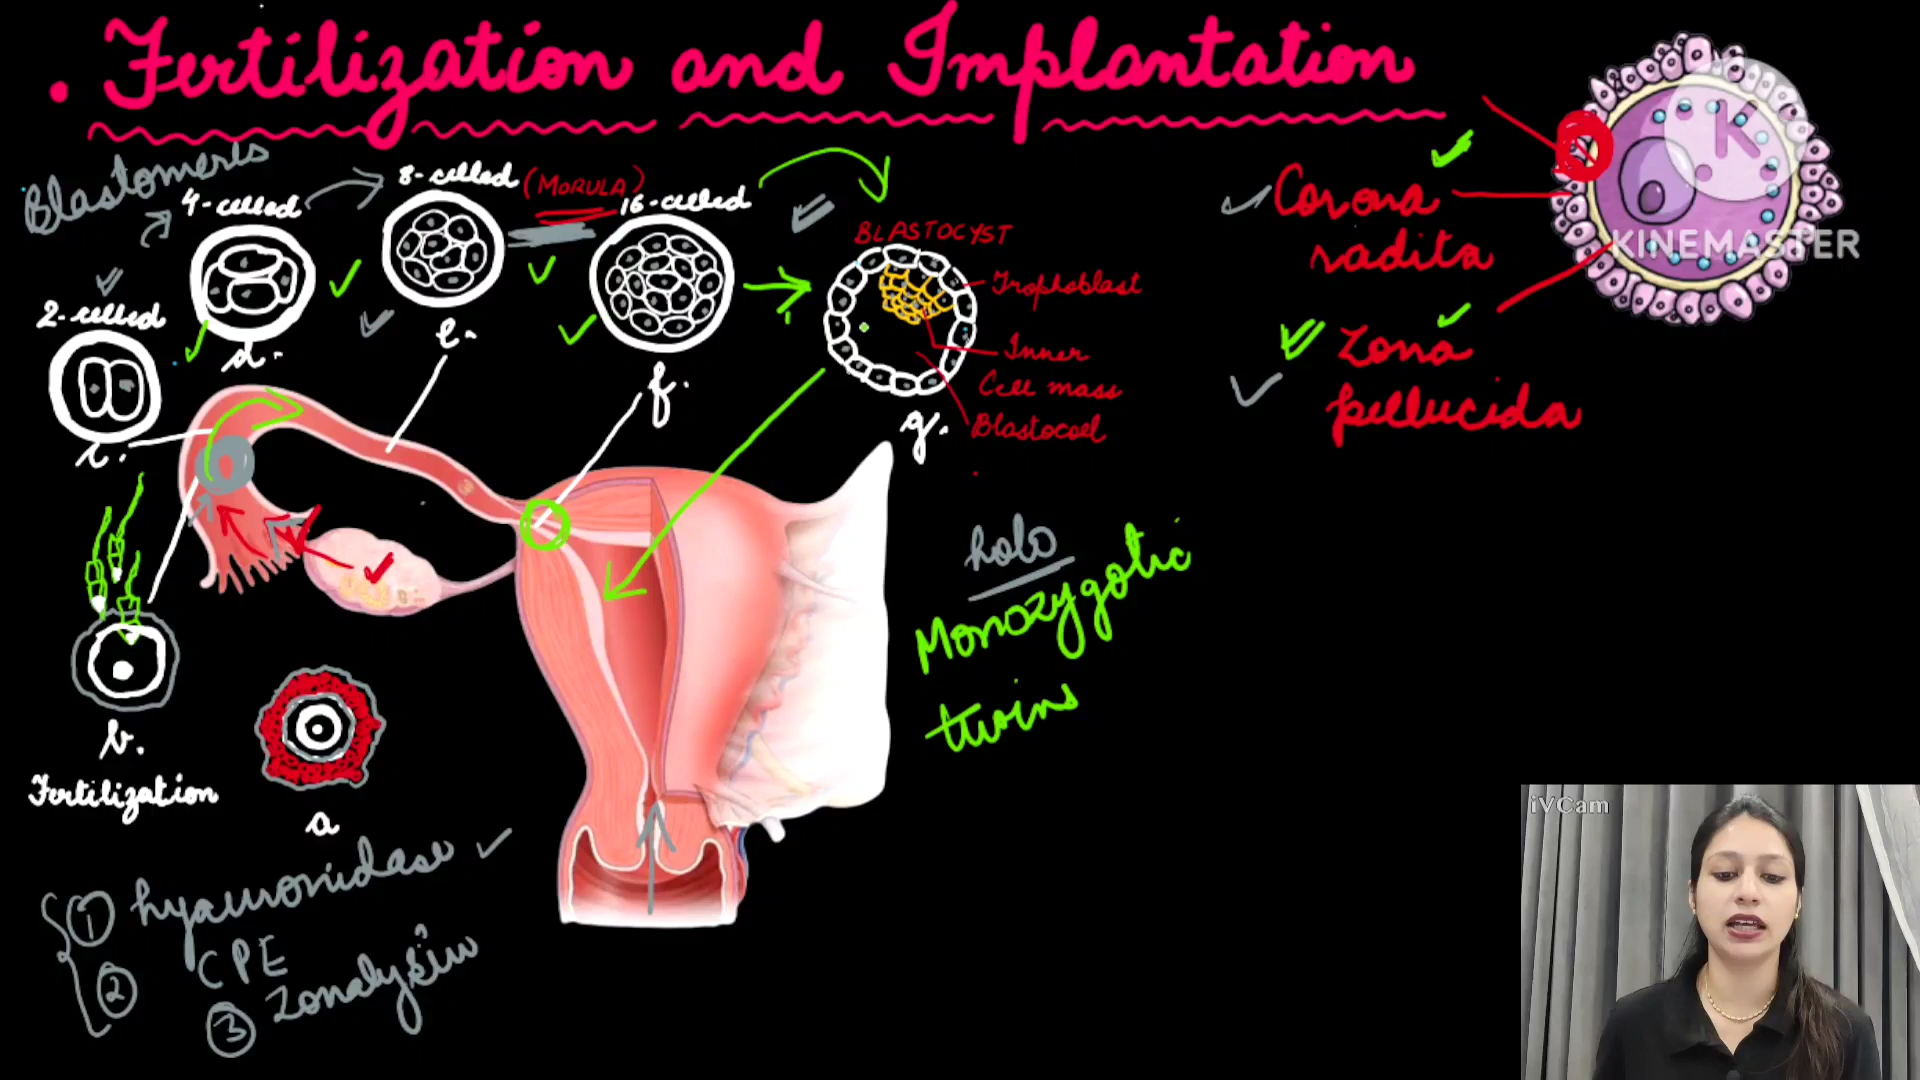 . Fertilization and Implantation
Blastomeres
2-celled
4-celled
8-celled
(MORULA)
16-celled
BLASTOCYST
Trophoblast
Inner
Cell mass
Blastocoel
c.
d.
e.
f.
g.
Corona
radita
Zona
pellucida
K
KINEMASTER
holo
Monozygotic
twins
b.
Fertilization
a
1 hyaluronidase
2 CPE
3 Zonalysin
iVCam